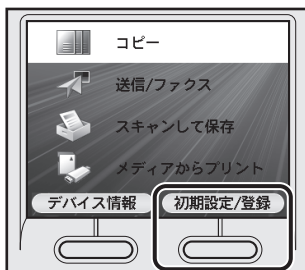 コピー
送信/ファクス
スキャンして保存
メディアからプリント
デバイス情報 初期設定/登録